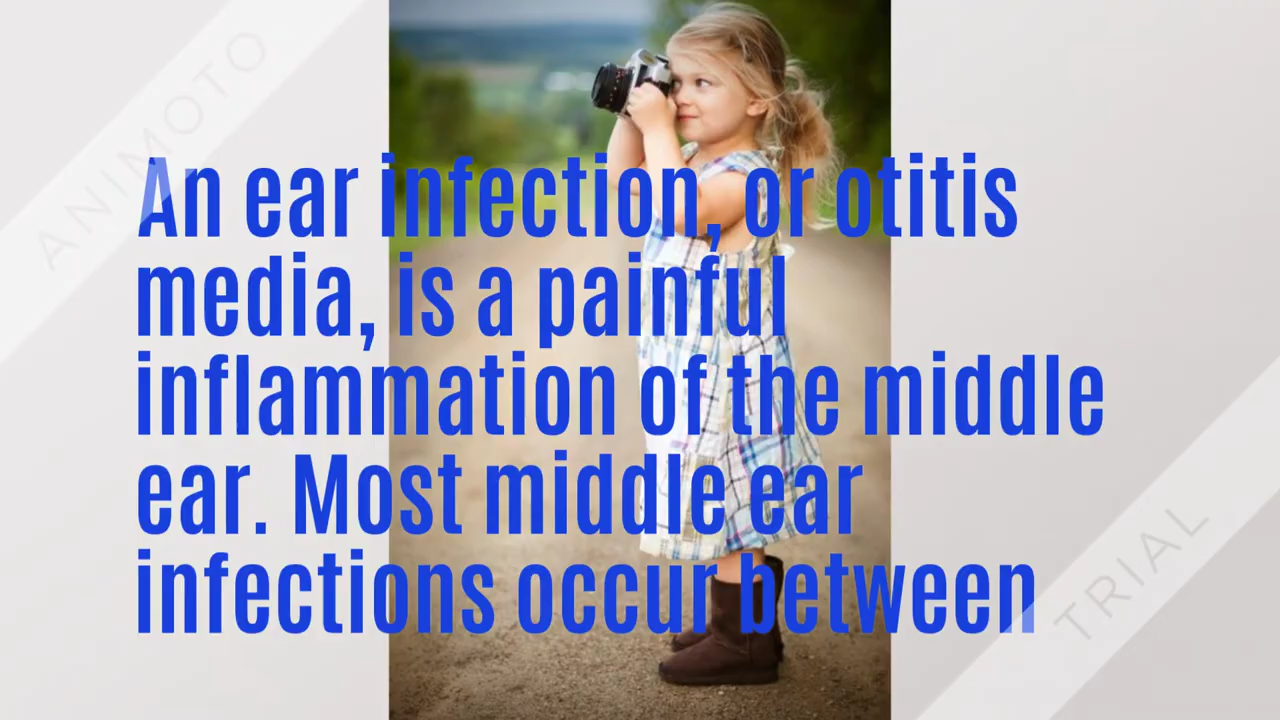 ANIMOTO
An ear infection, or otitis
media, is a painful
inflammation of the middle
ear. Most middle ear
infections occur between
TRIAL